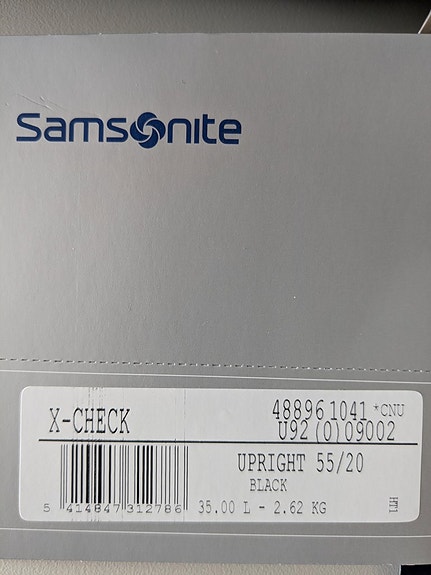 Samsonite
X-CHECK
48896 1041 *CNU
U92(0)09002
UPRIGHT 55/20
BLACK
35.00 L - 2.62 KG
5 414847 312786
HTL